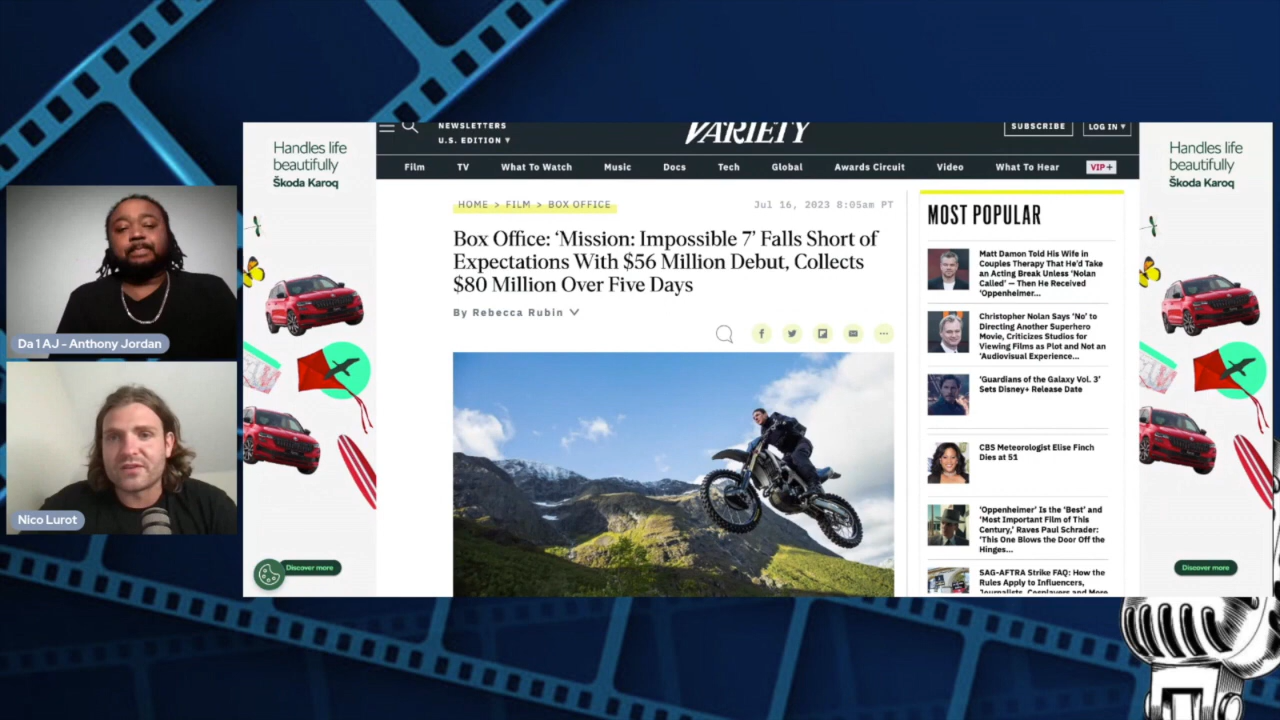 Da 1 AJ - Anthony Jordan
Nico Lurot
Handles life
beautifully
Škoda Karoq
Discover more
NEWSLETTERS
U.S. EDITION
VARIETY
SUBSCRIBE
LOG IN
Film TV What To Watch Music Docs Tech Global Awards Circuit Video What To Hear VIP+
HOME > FILM > BOX OFFICE
Jul 16, 2023 8:05am PT
Box Office: ‘Mission: Impossible 7’ Falls Short of
Expectations With $56 Million Debut, Collects
$80 Million Over Five Days
By Rebecca Rubin
MOST POPULAR
Matt Damon Told His Wife in
Couples Therapy That He’d Take
an Acting Break Unless ‘Nolan
Called’ — Then He Received
‘Oppenheimer...
Christopher Nolan Says ‘No’ to
Directing Another Superhero
Movie, Criticizes Studios for
Viewing Films as Plot and Not an
‘Audiovisual Experience...
‘Guardians of the Galaxy Vol. 3’
Sets Disney+ Release Date
CBS Meteorologist Elise Finch
Dies at 51
‘Oppenheimer’ Is the ‘Best’ and
‘Most Important Film of This
Century,’ Raves Paul Schrader:
‘This One Blows the Door Off the
Hinges...
SAG-AFTRA Strike FAQ: How the
Rules Apply to Influencers,
Journalists, Cosplayers and More
Handles life
beautifully
Škoda Karoq
Discover more